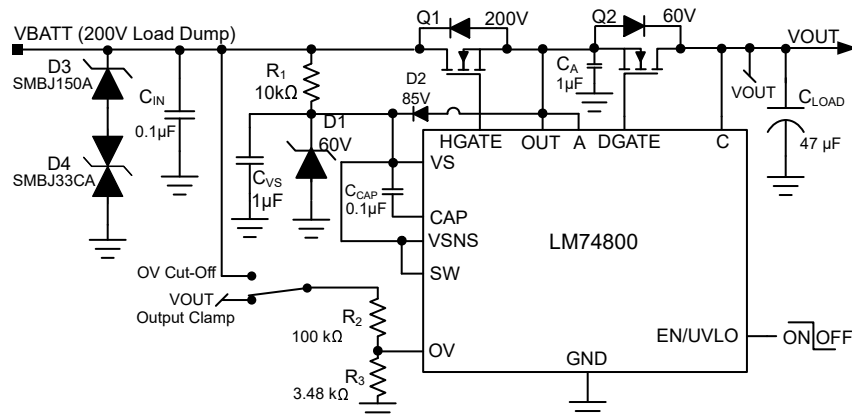 VBATT (200V Load Dump)
Q1
200V
Q2
60V
VOUT
D3
SMBJ150A
CIN
0.1µF
R1
10kΩ
D2
85V
CA
1µF
VOUT
CLOAD
47 µF
D4
SMBJ33CA
D1
60V
CVS
1µF
HGATE
OUT
A
DGATE
C
VS
CCAP
0.1µF
CAP
VSNS
SW
LM74800
OV Cut-Off
VOUT
Output Clamp
R2
100 kΩ
R3
3.48 kΩ
OV
EN/UVLO
ON
OFF
GND